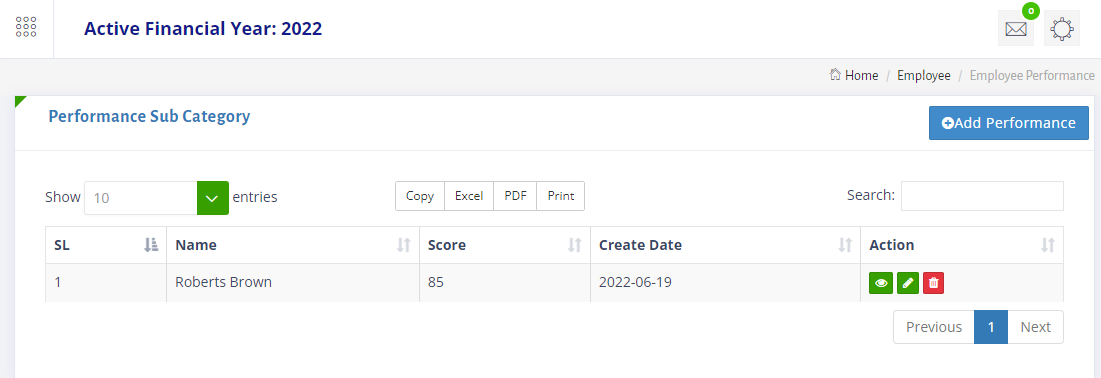 Active Financial Year: 2022
0
Home / Employee / Employee Performance
Performance Sub Category
Add Performance
Show 10 entries
Copy Excel PDF Print
Search:
SL Name Score Create Date Action
1 Roberts Brown 85 2022-06-19
Previous 1 Next